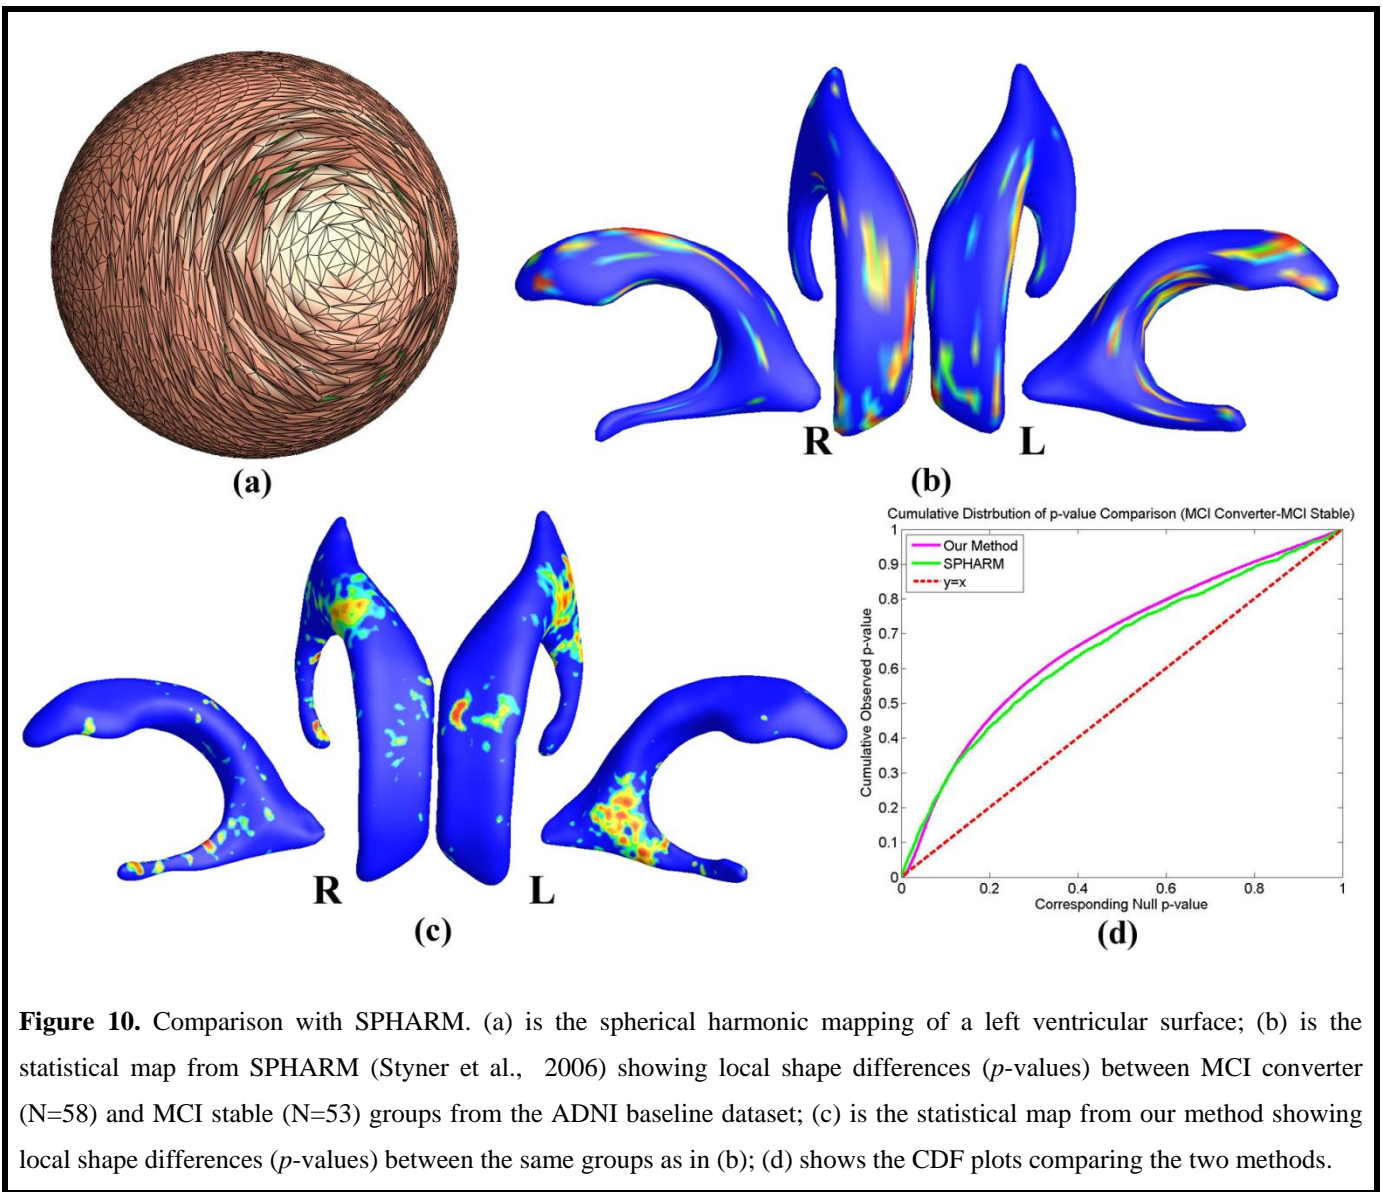 (a)
R
L
(b)
R
L
(c)
Cumulative Distrbution of p-value Comparison (MCI Converter-MCI Stable)
Our Method
SPHARM
y=x
1
0.9
0.8
0.7
0.6
0.5
0.4
0.3
0.2
0.1
0
Cumulative Observed p-value
0
0.2
0.4
0.6
0.8
1
Corresponding Null p-value
(d)
Figure 10. Comparison with SPHARM. (a) is the spherical harmonic mapping of a left ventricular surface; (b) is the
statistical map from SPHARM (Styner et al., 2006) showing local shape differences (p-values) between MCI converter
(N=58) and MCI stable (N=53) groups from the ADNI baseline dataset; (c) is the statistical map from our method showing
local shape differences (p-values) between the same groups as in (b); (d) shows the CDF plots comparing the two methods.